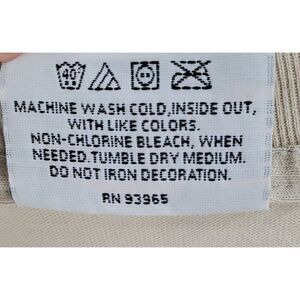 40
MACHINE WASH COLD,INSIDE OUT,
WITH LIKE COLORS.
NON-CHLORINE BLEACH, WHEN
NEEDED.TUMBLE DRY MEDIUM.
DO NOT IRON DECORATION.
RN 93965